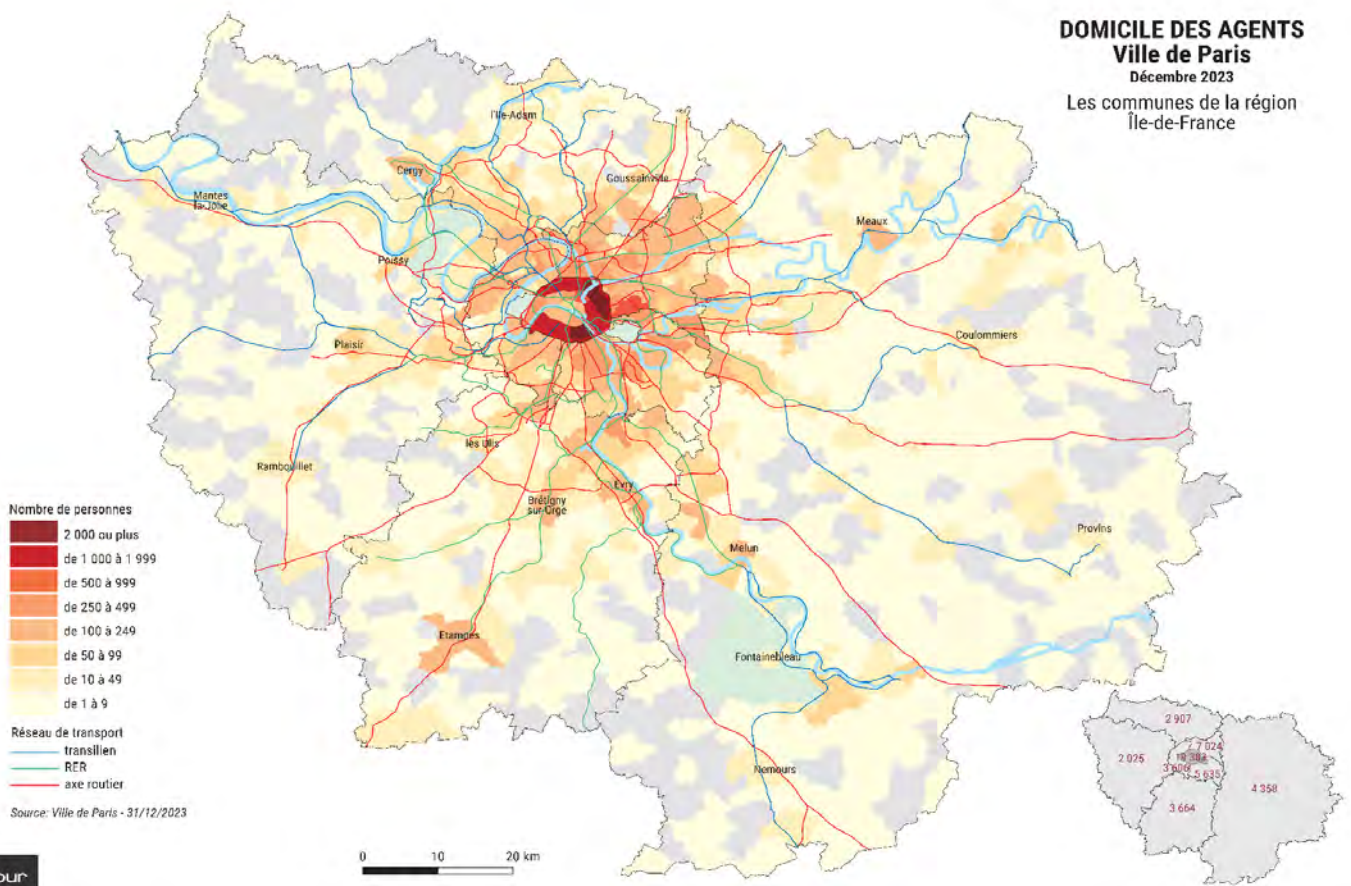 DOMICILE DES AGENTS
Ville de Paris
Décembre 2023
Les communes de la région
Île-de-France
l'Ile-Adam
Cergy
Goussainville
Mantes
la-Jolie
Meaux
Poissy
Coulommiers
Plaisir
les Ulis
Rambouillet
Evry
Brétigny
sur-Orge
Provins
Melun
Etampes
Fontainebleau
Nemours
Nombre de personnes
2 000 ou plus
de 1 000 à 1 999
de 500 à 999
de 250 à 499
de 100 à 249
de 50 à 99
de 10 à 49
de 1 à 9
Réseau de transport
transilien
RER
axe routier
Source: Ville de Paris - 31/12/2023
0 10 20 km
2 907
7 024
2 025
3 606
5 635
4 358
3 664